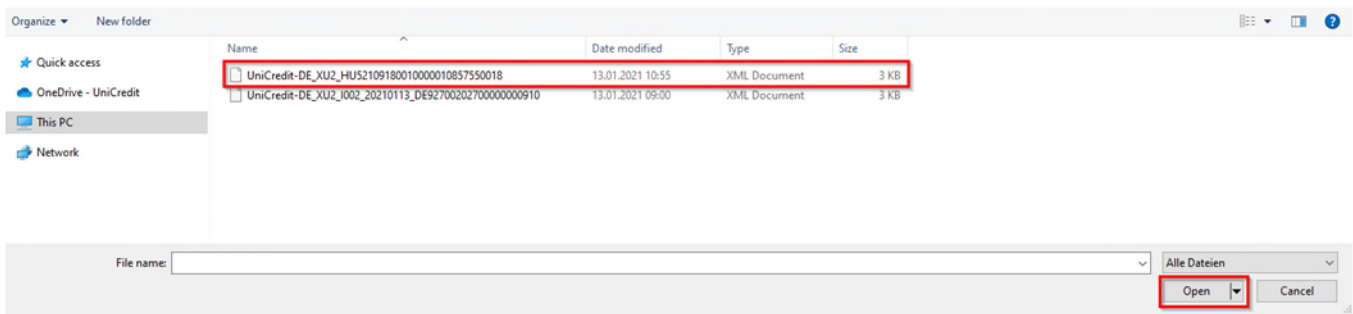 Organize New folder
Name Date modified Type Size
Quick access
UniCredit-DE_XU2_HU52109180010000010857550018 13.01.2021 10:55 XML Document 3 KB
OneDrive - UniCredit
UniCredit-DE_XU2_I002_20210113_DE92700202700000000910 13.01.2021 09:00 XML Document 3 KB
This PC
Network
File name: Alle Dateien
Open Cancel